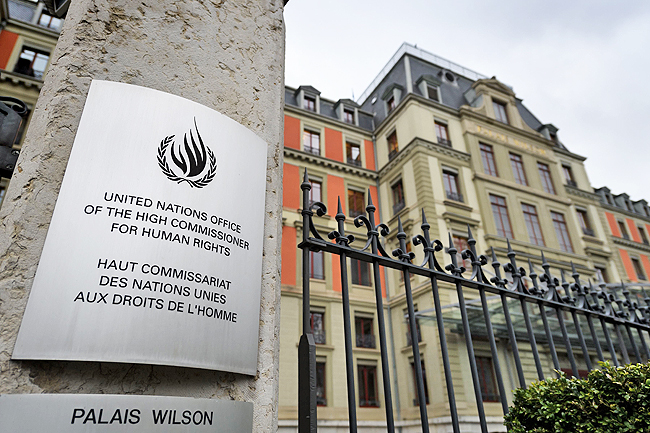 UNITED NATIONS OFFICE
OF THE HIGH COMMISSIONER
FOR HUMAN RIGHTS
HAUT COMMISSARIAT
DES NATIONS UNIES
AUX DROITS DE L'HOMME
PALAIS WILSON